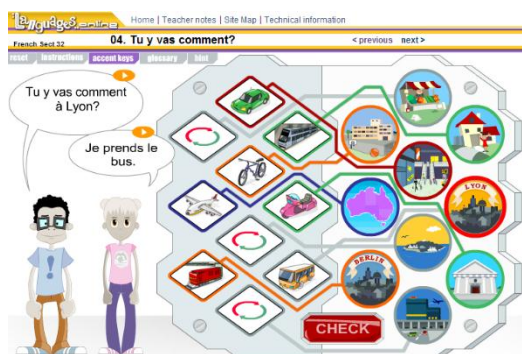 Languages Online
Home | Teacher notes | Site Map | Technical information
French Sect 32
04. Tu y vas comment?
< previous next >
reset
instructions
accent keys
glossary
hint
Tu y vas comment
à Lyon?
Je prends le
bus.
LYON
BERLIN
CHECK